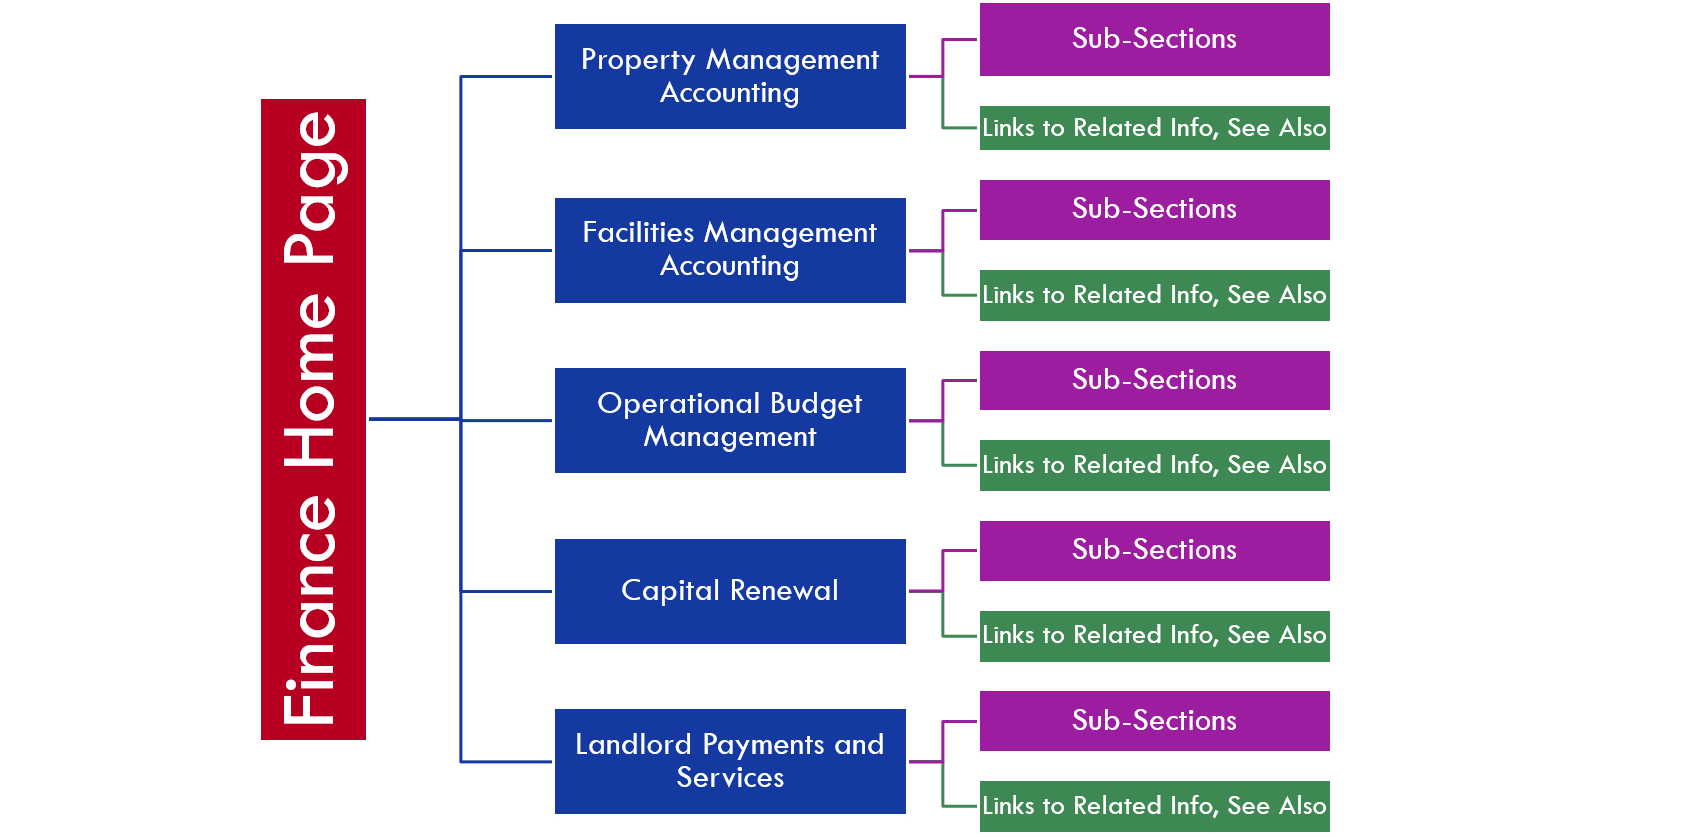 Finance Home Page
Property Management
Accounting
Sub-Sections
Links to Related Info, See Also
Facilities Management
Accounting
Sub-Sections
Links to Related Info, See Also
Operational Budget
Management
Sub-Sections
Links to Related Info, See Also
Capital Renewal
Sub-Sections
Links to Related Info, See Also
Landlord Payments and
Services
Sub-Sections
Links to Related Info, See Also